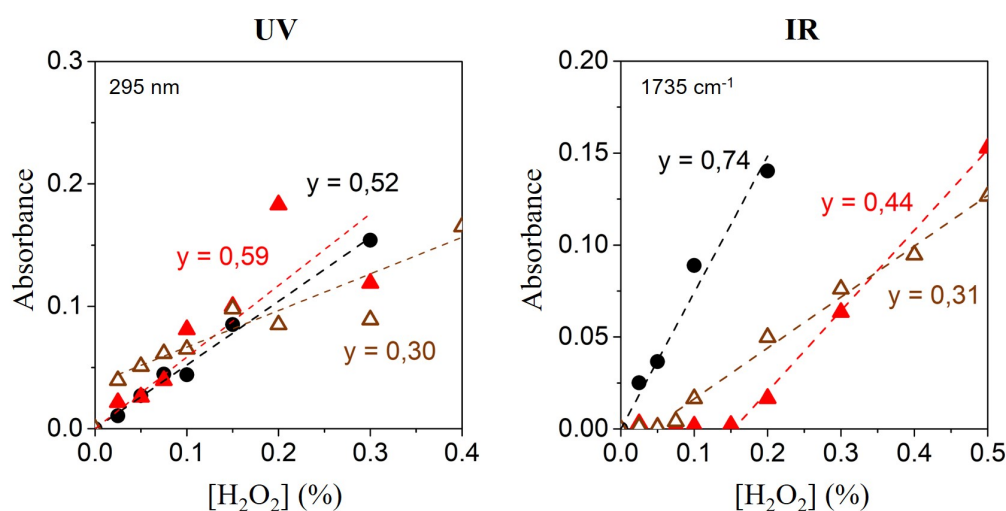 UV
295 nm
Absorbance
0.3
0.2
0.1
0.0
y = 0,52
y = 0,59
y = 0,30
0.0 0.1 0.2 0.3 0.4
[H₂O₂] (%)
IR
1735 cm⁻¹
Absorbance
0.20
0.15
0.10
0.05
0.00
y = 0,74
y = 0,44
y = 0,31
0.0 0.1 0.2 0.3 0.4 0.5
[H₂O₂] (%)